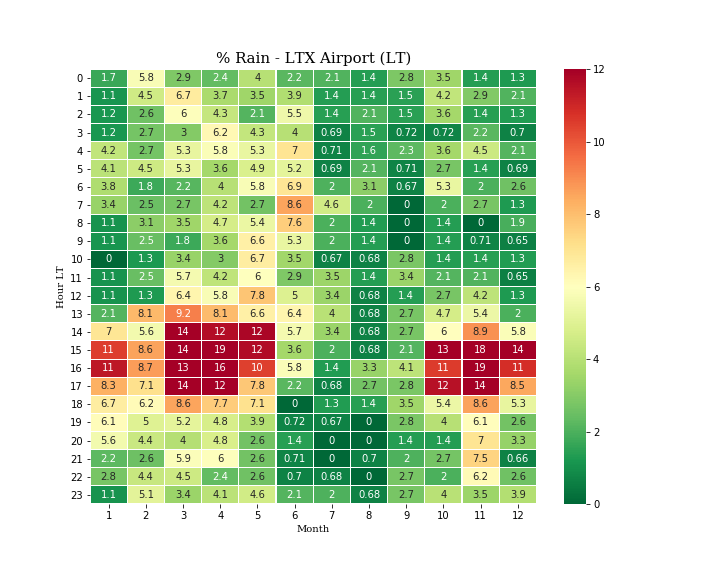 % Rain - LTX Airport (LT)
0 1.7 5.8 2.9 2.4 4 2.2 2.1 1.4 2.8 3.5 1.4 1.3
1 1.1 4.5 6.7 3.7 3.5 3.9 1.4 1.4 1.5 4.2 2.9 2.1
2 1.2 2.6 6 4.3 2.1 5.5 1.4 2.1 1.5 3.6 1.4 1.3
3 1.2 2.7 3 6.2 4.3 4 0.69 1.5 0.72 0.72 2.2 0.7
4 4.2 2.7 5.3 5.8 5.3 7 0.71 1.6 2.3 3.6 4.5 2.1
5 4.1 4.5 5.3 3.6 4.9 5.2 0.69 2.1 0.71 2.7 1.4 0.69
6 3.8 1.8 2.2 4 5.8 6.9 2 3.1 0.67 5.3 2 2.6
7 3.4 2.5 2.7 4.2 2.7 8.6 4.6 2 0 2 2.7 1.3
8 1.1 3.1 3.5 4.7 5.4 7.6 2 1.4 0 1.4 0 1.9
9 1.1 2.5 1.8 3.6 6.6 5.3 2 1.4 0 1.4 0.71 0.65
10 0 1.3 3.4 3 6.7 3.5 0.67 0.68 2.8 1.4 1.4 1.3
11 1.1 2.5 5.7 4.2 6 2.9 3.5 1.4 3.4 2.1 2.1 0.65
12 1.1 1.3 6.4 5.8 7.8 5 3.4 0.68 1.4 2.7 4.2 1.3
13 2.1 8.1 9.2 8.1 6.6 6.4 4 0.68 2.7 4.7 5.4 2
14 7 5.6 14 12 12 5.7 3.4 0.68 2.7 6 8.9 5.8
15 11 8.6 14 19 12 3.6 2 0.68 2.1 13 18 14
16 11 8.7 13 16 10 5.8 1.4 3.3 4.1 11 19 11
17 8.3 7.1 14 12 7.8 2.2 0.68 2.7 2.8 12 14 8.5
18 6.7 6.2 8.6 7.7 7.1 0 1.3 1.4 3.5 5.4 8.6 5.3
19 6.1 5 5.2 4.8 3.9 0.72 0.67 0 2.8 4 6.1 2.6
20 5.6 4.4 4 4.8 2.6 1.4 0 0 1.4 1.4 7 3.3
21 2.2 2.6 5.9 6 2.6 0.71 0 0.7 2 2.7 7.5 0.66
22 2.8 4.4 4.5 2.4 2.6 0.7 0.68 0 2.7 2 6.2 2.6
23 1.1 5.1 3.4 4.1 4.6 2.1 2 0.68 2.7 4 3.5 3.9
1 2 3 4 5 6 7 8 9 10 11 12
Month
Hour LT
12
10
8
6
4
2
0